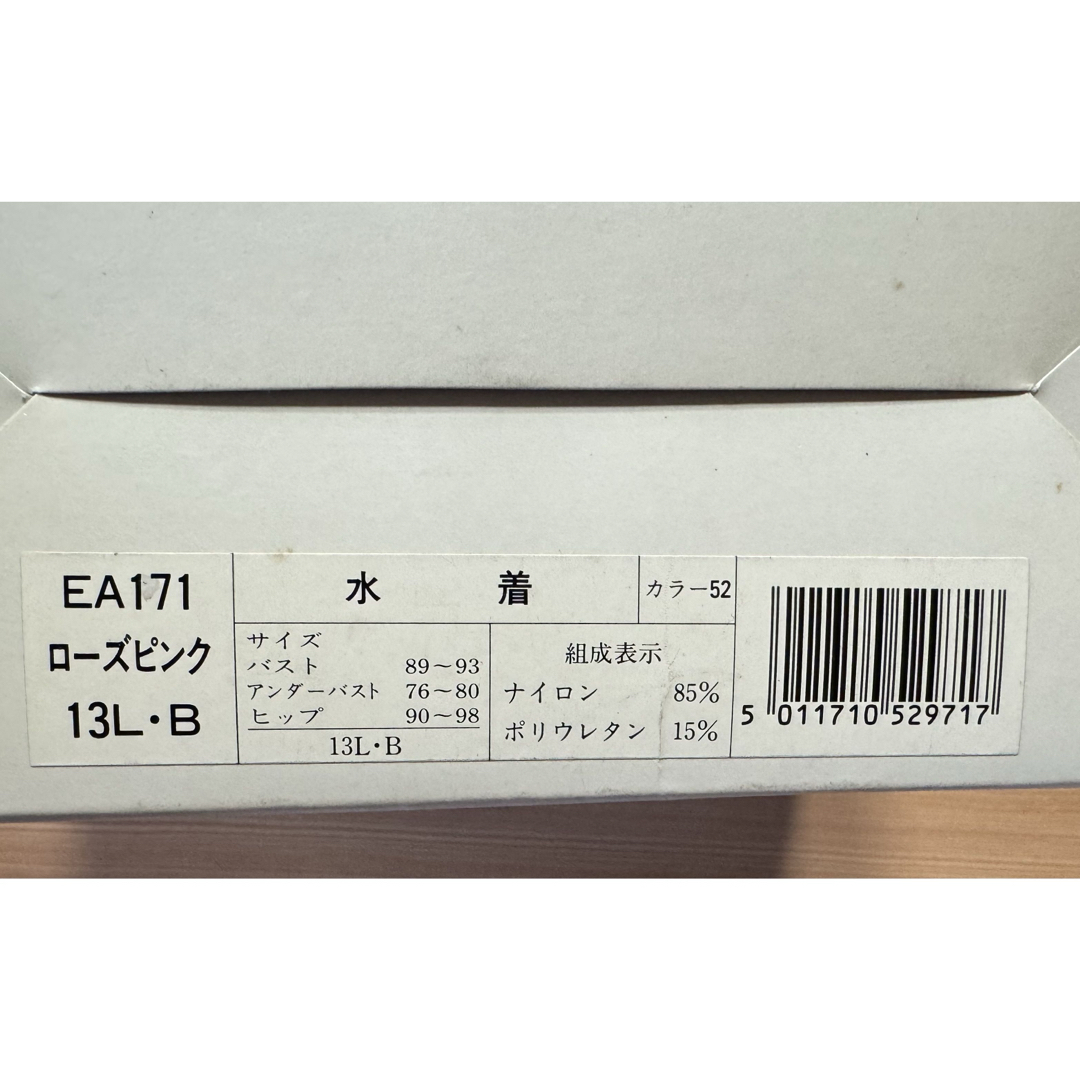 EA171
ローズピンク
13L・B
水 着
カラー52
サイズ
バスト 89～93
アンダーバスト 76～80
ヒップ 90～98
13L・B
組成表示
ナイロン 85%
ポリウレタン 15%
5 011710 529717